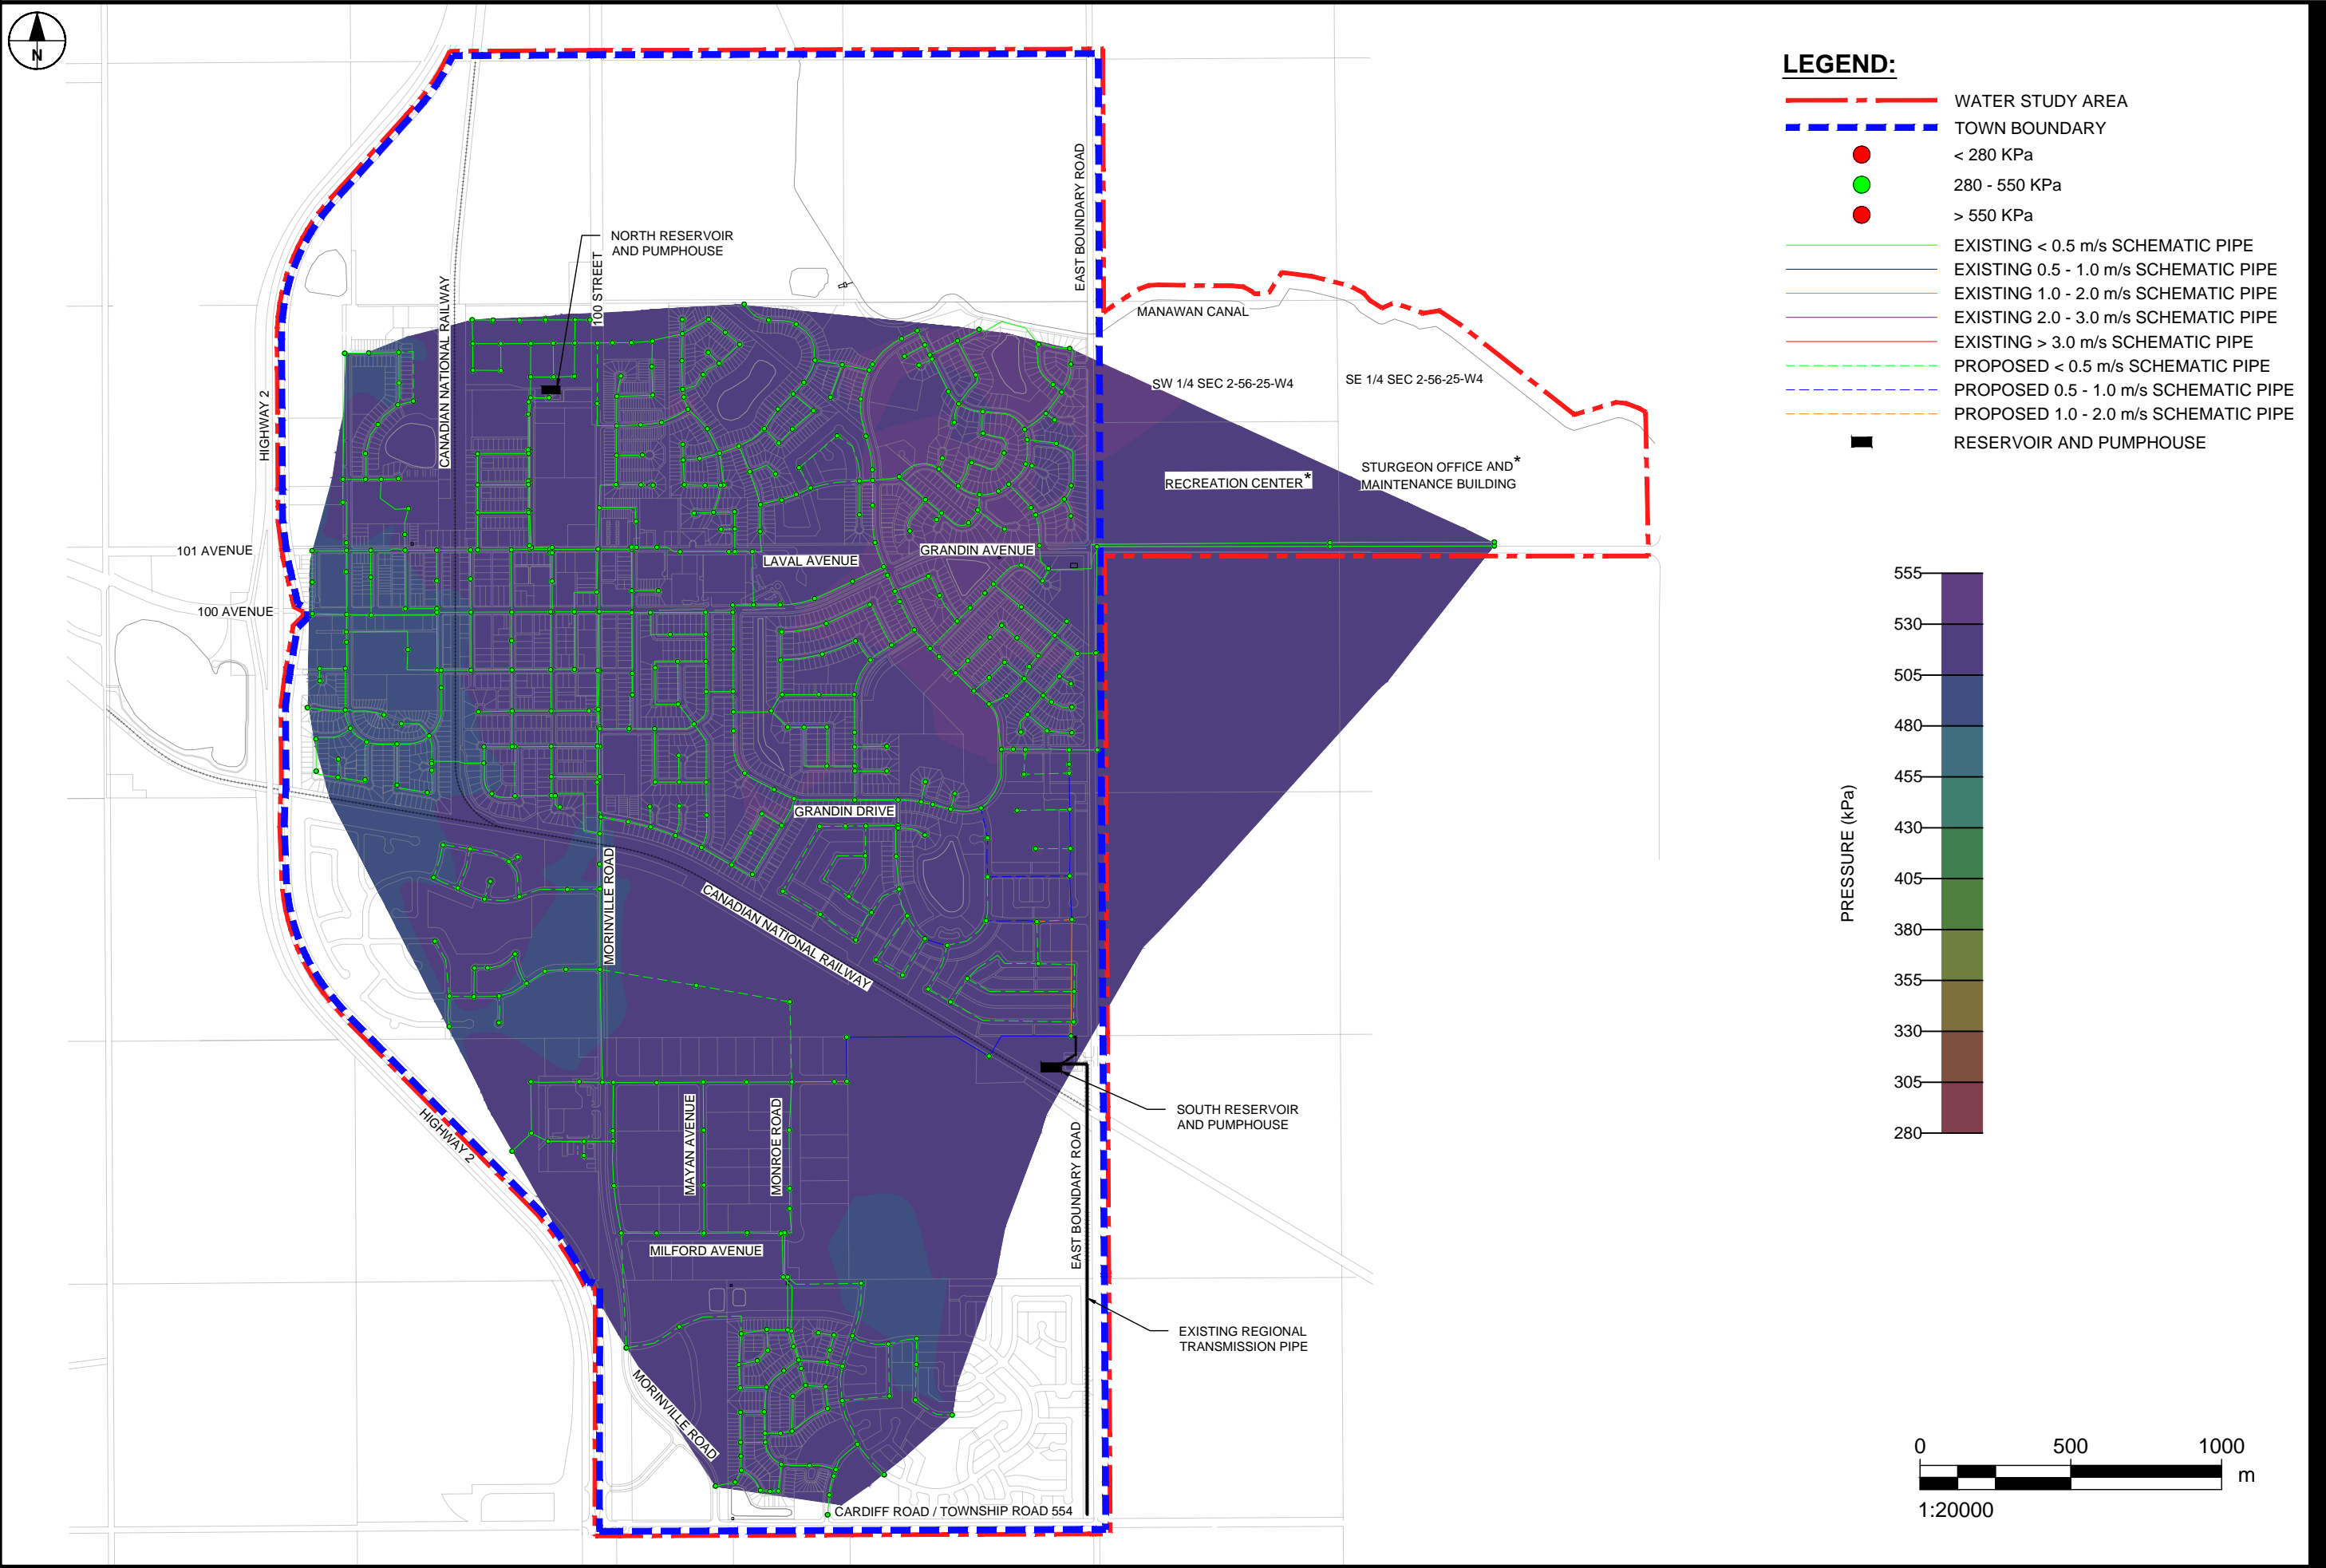 N
LEGEND:
WATER STUDY AREA
TOWN BOUNDARY
< 280 KPa
280 - 550 KPa
> 550 KPa
EXISTING < 0.5 m/s SCHEMATIC PIPE
EXISTING 0.5 - 1.0 m/s SCHEMATIC PIPE
EXISTING 1.0 - 2.0 m/s SCHEMATIC PIPE
EXISTING 2.0 - 3.0 m/s SCHEMATIC PIPE
EXISTING > 3.0 m/s SCHEMATIC PIPE
PROPOSED < 0.5 m/s SCHEMATIC PIPE
PROPOSED 0.5 - 1.0 m/s SCHEMATIC PIPE
PROPOSED 1.0 - 2.0 m/s SCHEMATIC PIPE
RESERVOIR AND PUMPHOUSE
NORTH RESERVOIR
AND PUMPHOUSE
100 STREET
EAST BOUNDARY ROAD
CANADIAN NATIONAL RAILWAY
HIGHWAY 2
MANAWAN CANAL
SW 1/4 SEC 2-56-25-W4
SE 1/4 SEC 2-56-25-W4
RECREATION CENTER*
STURGEON OFFICE AND*
MAINTENANCE BUILDING
101 AVENUE
LAVAL AVENUE
GRANDIN AVENUE
100 AVENUE
GRANDIN DRIVE
MORINVILLE ROAD
CANADIAN NATIONAL RAILWAY
HIGHWAY 2
MAYAN AVENUE
MONROE ROAD
SOUTH RESERVOIR
AND PUMPHOUSE
EAST BOUNDARY ROAD
MILFORD AVENUE
EXISTING REGIONAL
TRANSMISSION PIPE
MORINVILLE ROAD
CARDIFF ROAD / TOWNSHIP ROAD 554
PRESSURE (kPa)
555
530
505
480
455
430
405
380
355
330
305
280
0 500 1000
m
1:20000